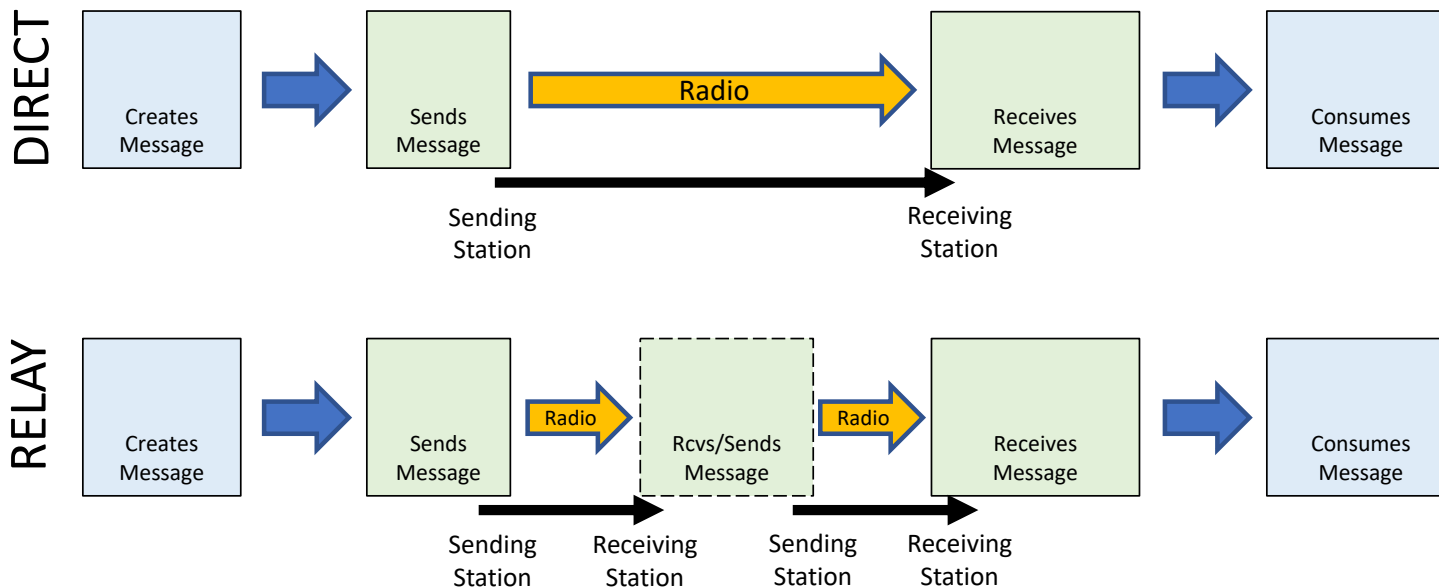 DIRECT
Creates
Message
Sends
Message
Radio
Receives
Message
Consumes
Message
Sending
Station
Receiving
Station
RELAY
Creates
Message
Sends
Message
Radio
Rcvs/Sends
Message
Radio
Receives
Message
Consumes
Message
Sending
Station
Receiving
Station
Sending
Station
Receiving
Station